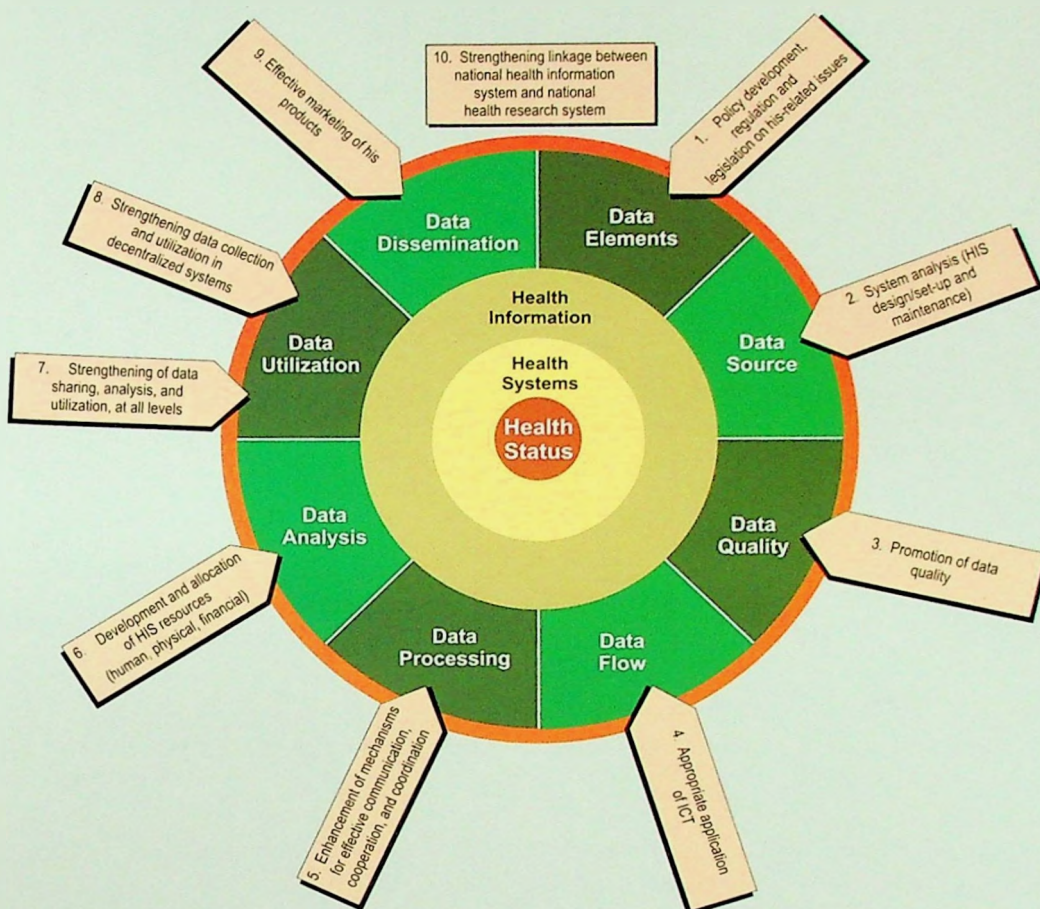 10. Strengthening linkage between
national health information
system and national
health research system
1. Policy development,
regulation and
legislation on his-related issues
2. System analysis (HIS
design/set-up and
maintenance)
3. Promotion of data
quality
4 Appropriate application
of ICT
5. Enhancement of mechanisms
for effective communication,
cooperation, and coordination
6. Development and allocation
of HIS resources
(human, physical, financial)
7. Strengthening of data
sharing, analysis, and
utilization, at all levels
8. Strengthening data collection
and utilization in
decentralized systems
9. Effective marketing of his
products
Data
Elements
Data
Source
Data
Quality
Data
Flow
Data
Processing
Data
Analysis
Data
Utilization
Data
Dissemination
Health
Information
Health
Systems
Health
Status